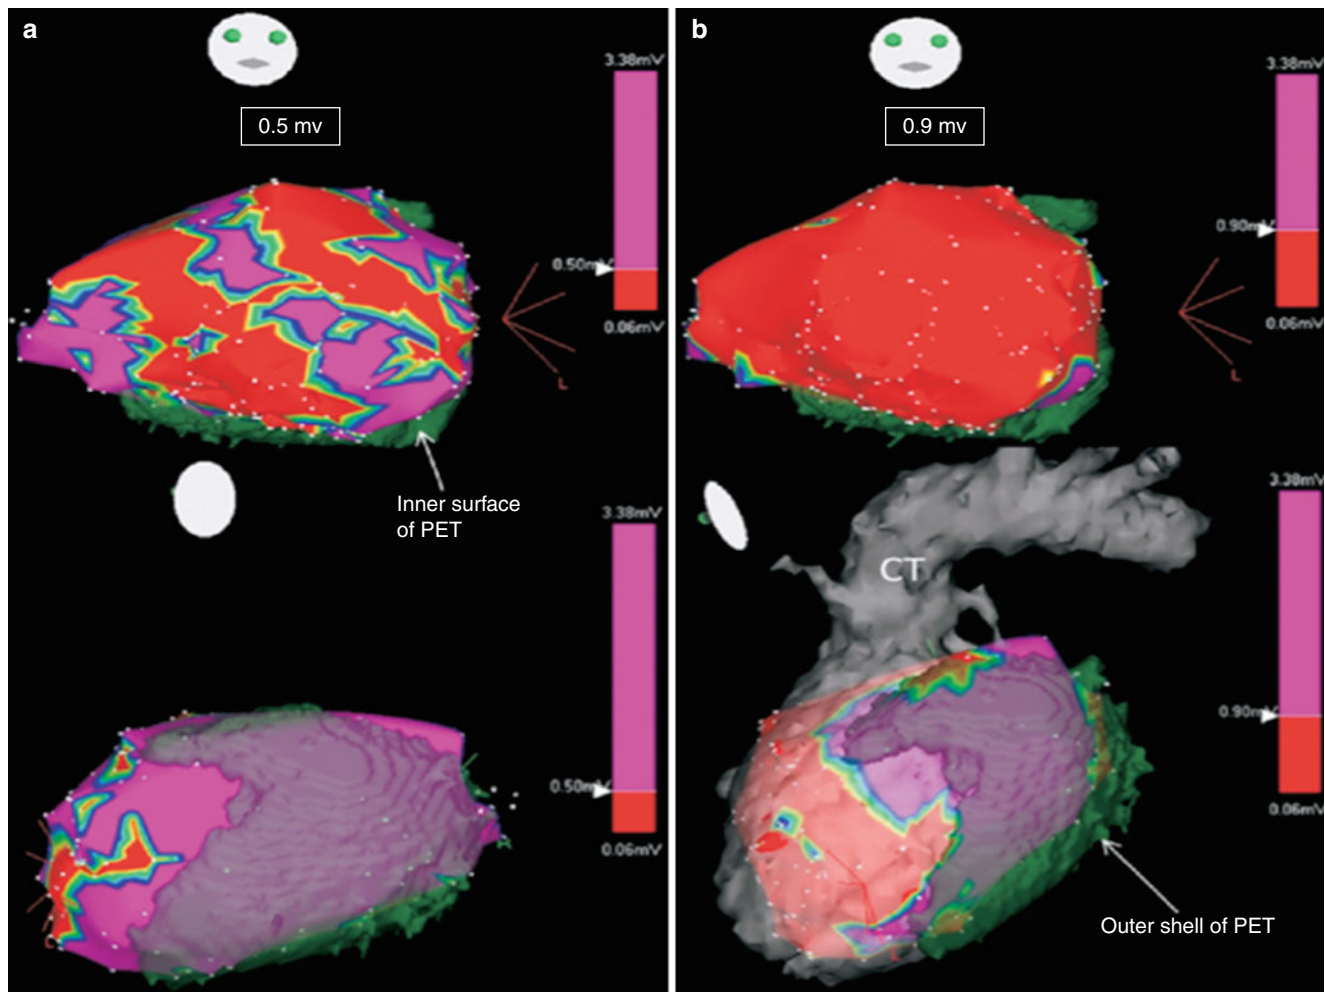 a
3.38mV
0.5 mv
0.50mV
0.06mV
Inner surface
of PET
3.38mV
0.50mV
0.06mV
L
b
3.38mV
0.9 mv
0.90mV
0.06mV
L
CT
3.38mV
0.90mV
0.06mV
Outer shell of PET
L